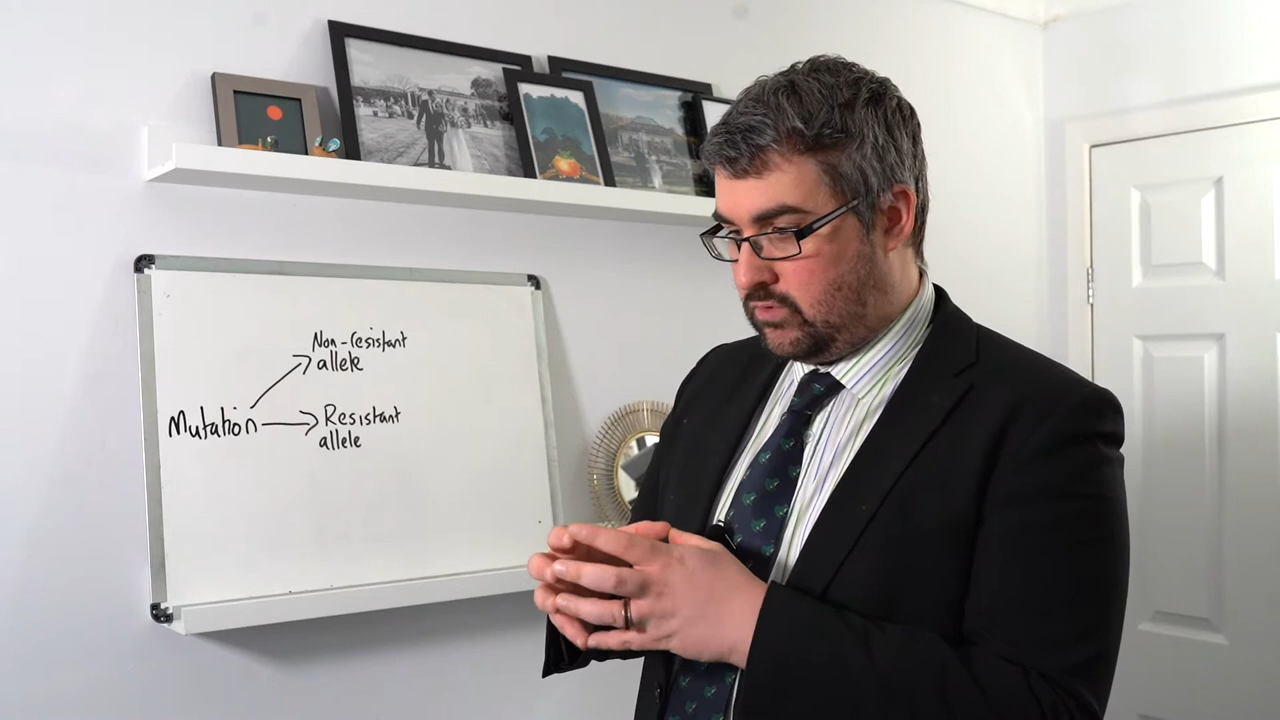 Non-resistant
allele
Mutation
Resistant
allele